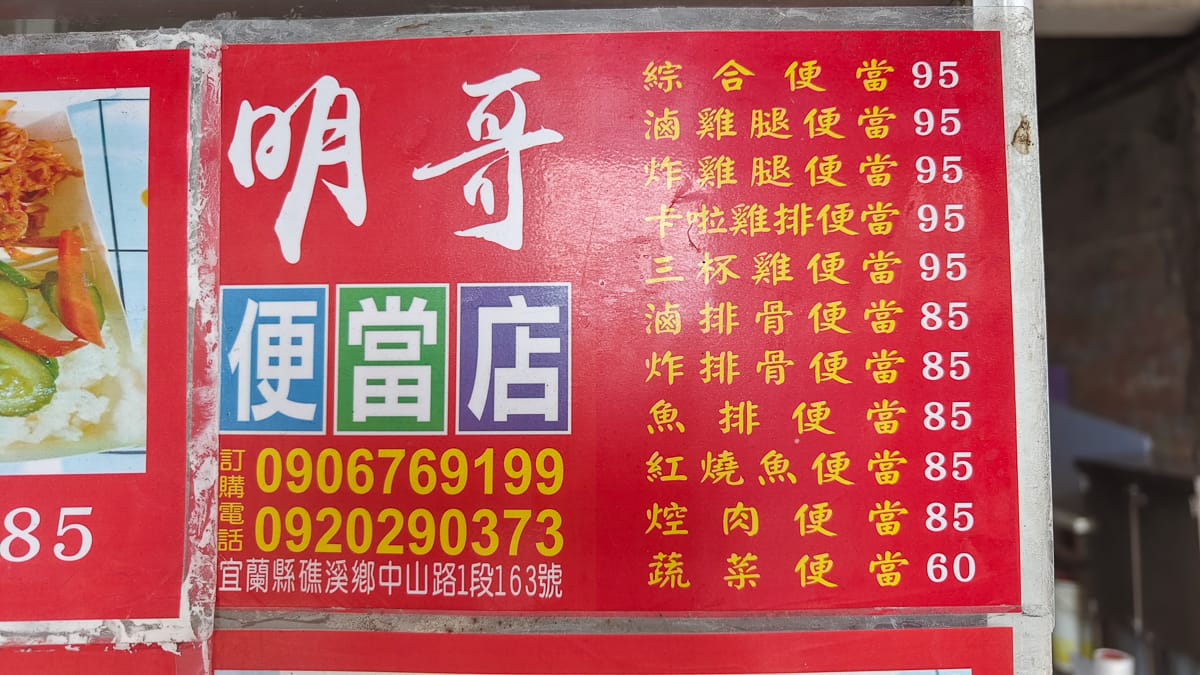 明哥
便當店
訂購電話
0906769199
0920290373
宜蘭縣礁溪鄉中山路1段163號
綜合便當 95
滷雞腿便當 95
炸雞腿便當 95
卡啦雞排便當 95
三杯雞便當 95
滷排骨便當 85
炸排骨便當 85
魚排便當 85
紅燒魚便當 85
焢肉便當 85
蔬菜便當 60
85